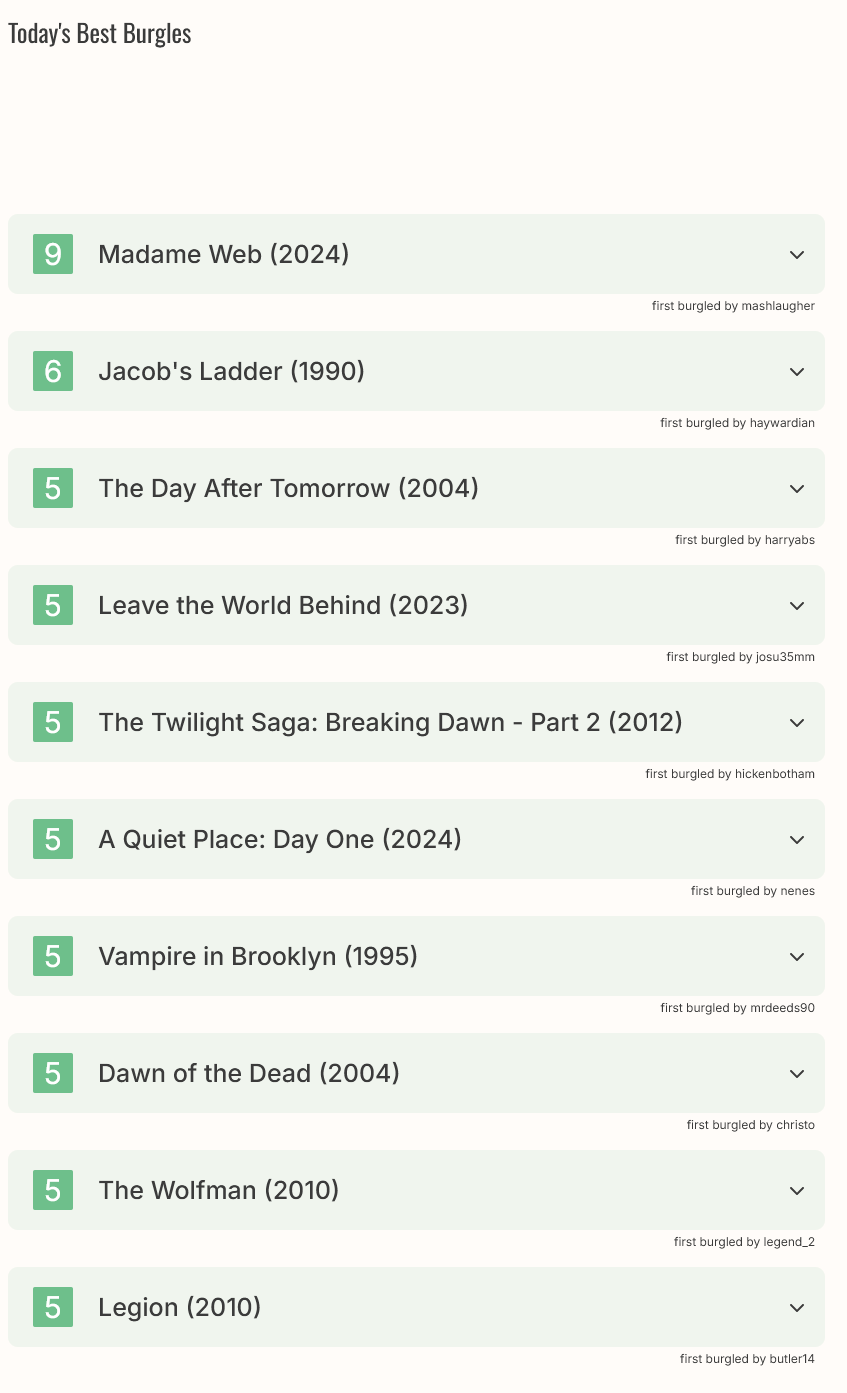 Today's Best Burgles
9 Madame Web (2024)
first burgled by mashlaugher
6 Jacob's Ladder (1990)
first burgled by haywardian
5 The Day After Tomorrow (2004)
first burgled by harryabs
5 Leave the World Behind (2023)
first burgled by josu35mm
5 The Twilight Saga: Breaking Dawn - Part 2 (2012)
first burgled by hickenbotham
5 A Quiet Place: Day One (2024)
first burgled by nenes
5 Vampire in Brooklyn (1995)
first burgled by mrdeeds90
5 Dawn of the Dead (2004)
first burgled by christo
5 The Wolfman (2010)
first burgled by legend_2
5 Legion (2010)
first burgled by butler14